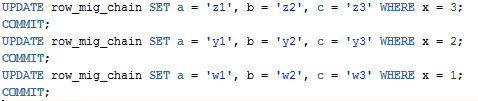 UPDATE row_mig_chain SET a = 'z1', b = 'z2', c = 'z3' WHERE x = 3;
COMMIT;
UPDATE row_mig_chain SET a = 'y1', b = 'y2', c = 'y3' WHERE x = 2;
COMMIT;
UPDATE row_mig_chain SET a = 'w1', b = 'w2', c = 'w3' WHERE x = 1;
COMMIT;